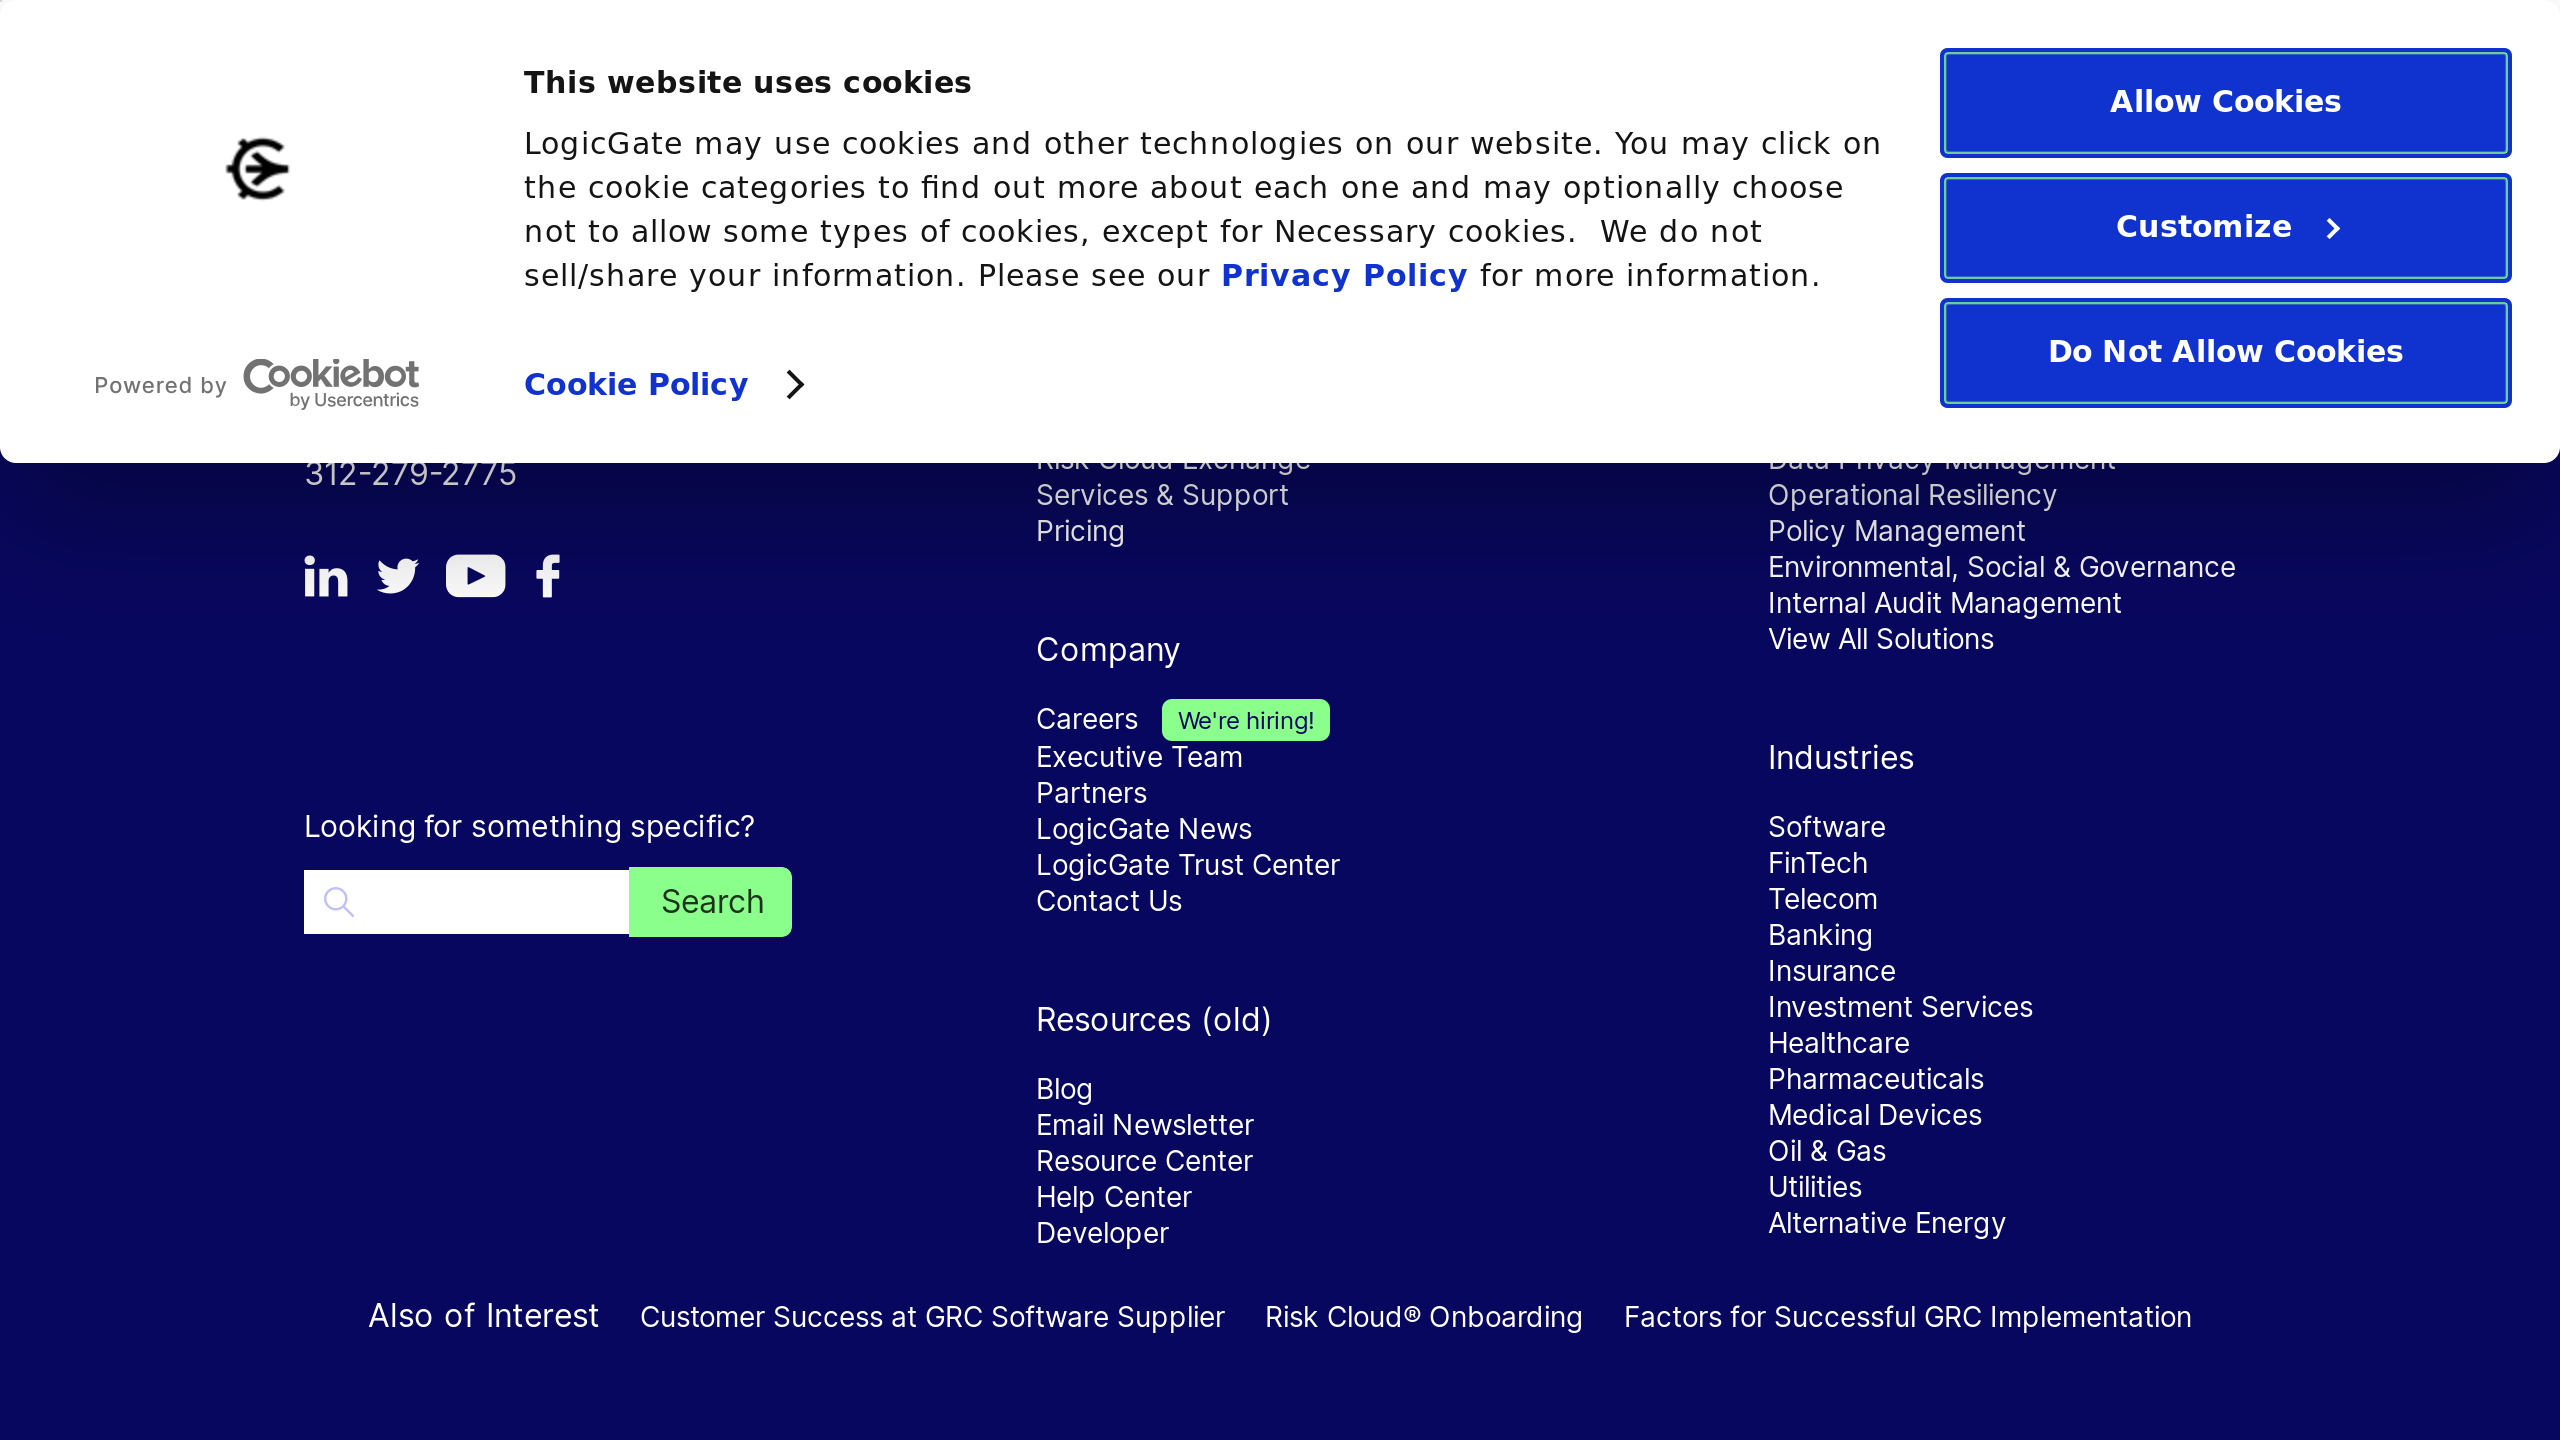 This website uses cookies
LogicGate may use cookies and other technologies on our website. You may click on
the cookie categories to find out more about each one and may optionally choose
not to allow some types of cookies, except for Necessary cookies.  We do not
sell/share your information. Please see our Privacy Policy for more information.
Allow Cookies
Customize
Do Not Allow Cookies
Powered by Cookiebot
by Usercentrics
Cookie Policy
312-279-2775
Looking for something specific?
Search
Risk Cloud Exchange
Services & Support
Pricing
Company
Careers We're hiring!
Executive Team
Partners
LogicGate News
LogicGate Trust Center
Contact Us
Resources (old)
Blog
Email Newsletter
Resource Center
Help Center
Developer
Data Privacy Management
Operational Resiliency
Policy Management
Environmental, Social & Governance
Internal Audit Management
View All Solutions
Industries
Software
FinTech
Telecom
Banking
Insurance
Investment Services
Healthcare
Pharmaceuticals
Medical Devices
Oil & Gas
Utilities
Alternative Energy
Also of Interest Customer Success at GRC Software Supplier Risk Cloud® Onboarding Factors for Successful GRC Implementation